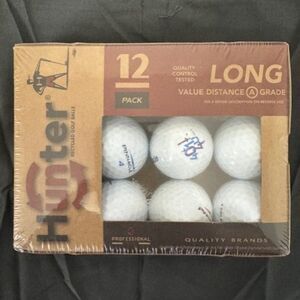 Hunter
RECYCLED GOLF BALLS
12
PACK
QUALITY
CONTROL
TESTED
LONG
VALUE DISTANCE A GRADE
PROFESSIONAL
QUALITY BRANDS